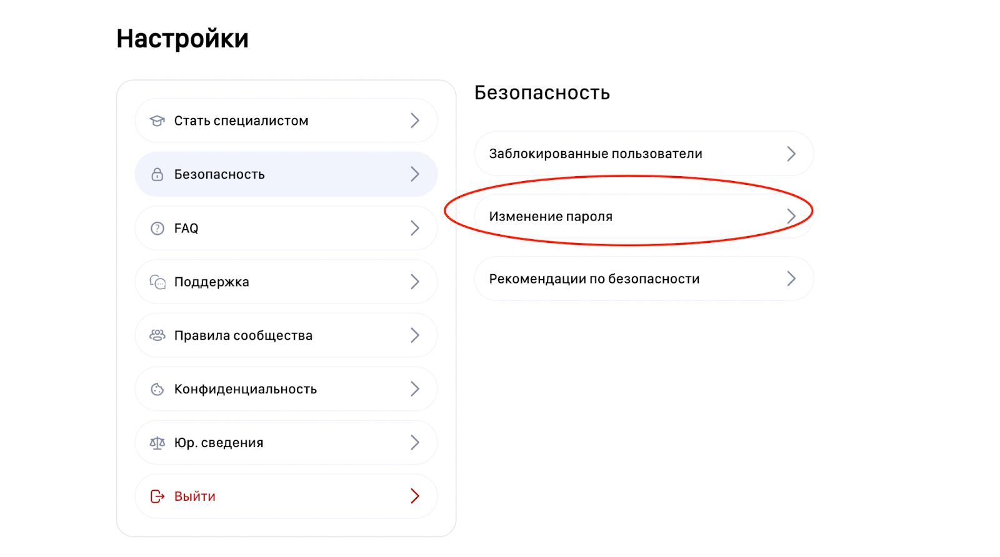 Настройки
Стать специалистом
Безопасность
FAQ
Поддержка
Правила сообщества
Конфиденциальность
Юр. сведения
Выйти
Безопасность
Заблокированные пользователи
Изменение пароля
Рекомендации по безопасности